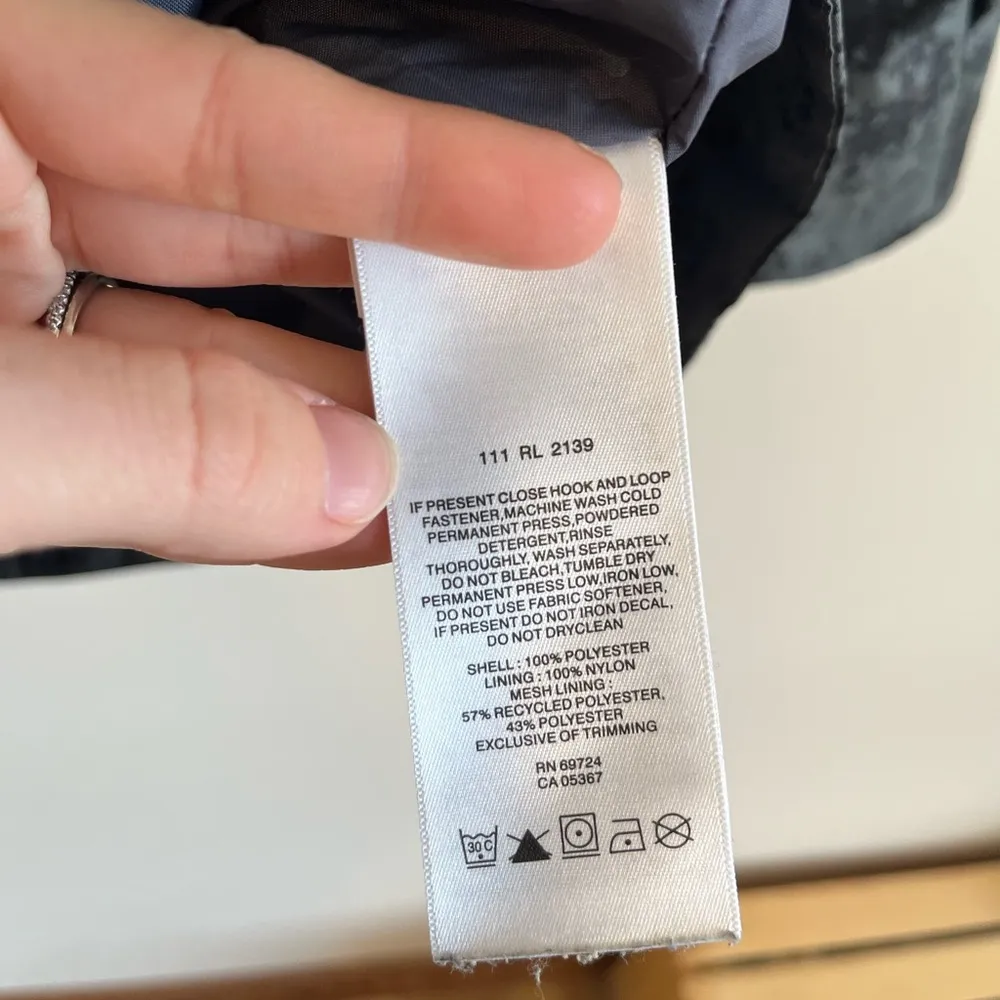 111 RL 2139
IF PRESENT CLOSE HOOK AND LOOP
FASTENER,MACHINE WASH COLD
PERMANENT PRESS,POWDERED
DETERGENT,RINSE
THOROUGHLY, WASH SEPARATELY,
DO NOT BLEACH,TUMBLE DRY
PERMANENT PRESS LOW,IRON LOW,
DO NOT USE FABRIC SOFTENER,
IF PRESENT DO NOT IRON DECAL,
DO NOT DRYCLEAN
SHELL : 100% POLYESTER
LINING : 100% NYLON
MESH LINING :
57% RECYCLED POLYESTER,
43% POLYESTER
EXCLUSIVE OF TRIMMING
RN 69724
CA 05367
30 C